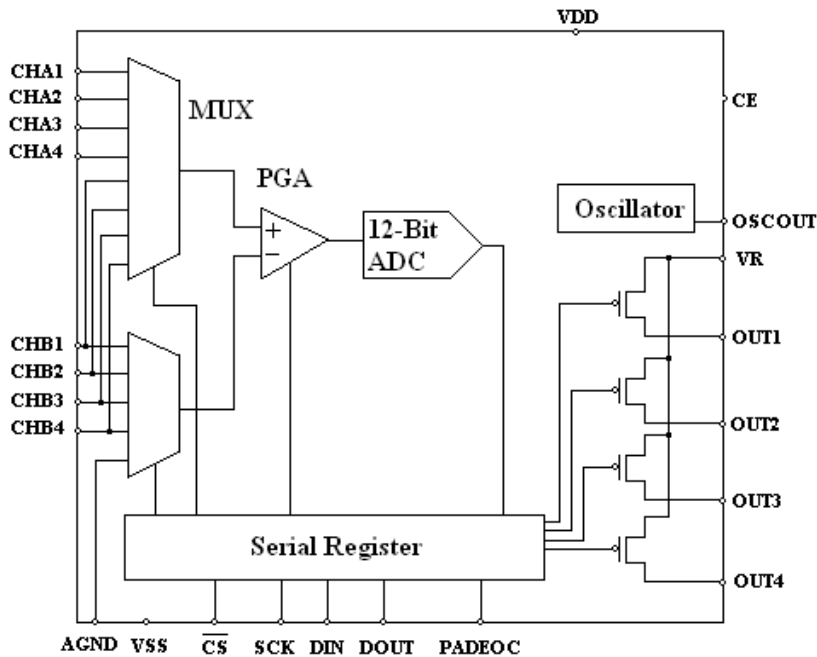 VDD
CHA1
CHA2
CHA3
CHA4
MUX
CE
PGA
Oscillator
OSCOUT
+
−
12-Bit
ADC
VR
OUT1
CHB1
CHB2
CHB3
CHB4
OUT2
OUT3
Serial Register
OUT4
AGND VSS CS SCK DIN DOUT PADEOC